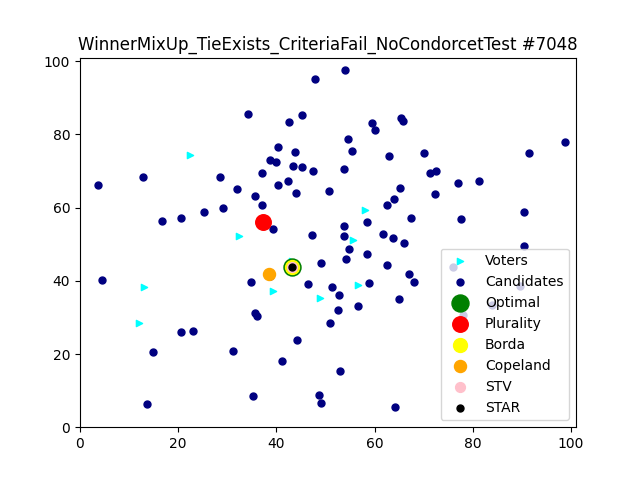 WinnerMixUp_TieExists_CriteriaFail_NoCondorcetTest #7048
100
80
60
40
20
0
0 20 40 60 80 100
Voters
Candidates
Optimal
Plurality
Borda
Copeland
STV
STAR